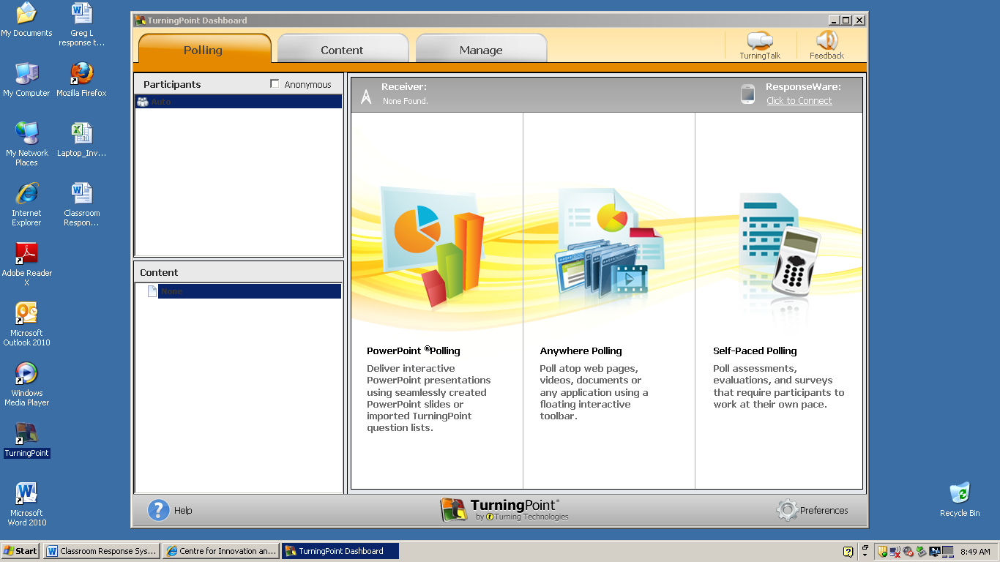 My Documents
Greg L
response t...
My Computer
Mozilla Firefox
My Network
Places
Laptop_Inv...
Internet
Explorer
Classroom
Respon...
Adobe Reader
X
Microsoft
Outlook 2010
Windows
Media Player
TurningPoint
Microsoft
Word 2010
Recycle Bin
TurningPoint Dashboard
Polling
Content
Manage
TurningTalk
Feedback
Participants
Anonymous
Auto
Content
None
Receiver:
None Found.
ResponseWare:
Click to Connect
PowerPoint ®Polling
Deliver interactive
PowerPoint presentations
using seamlessly created
PowerPoint slides or
imported TurningPoint
question lists.
Anywhere Polling
Poll atop web pages,
videos, documents or
any application using a
floating interactive
toolbar.
Self-Paced Polling
Poll assessments,
evaluations, and surveys
that require participants to
work at their own pace.
Help
TurningPoint®
by Turning Technologies
Preferences
Start
Classroom Response Sys...
Centre for Innovation an...
TurningPoint Dashboard
8:49 AM